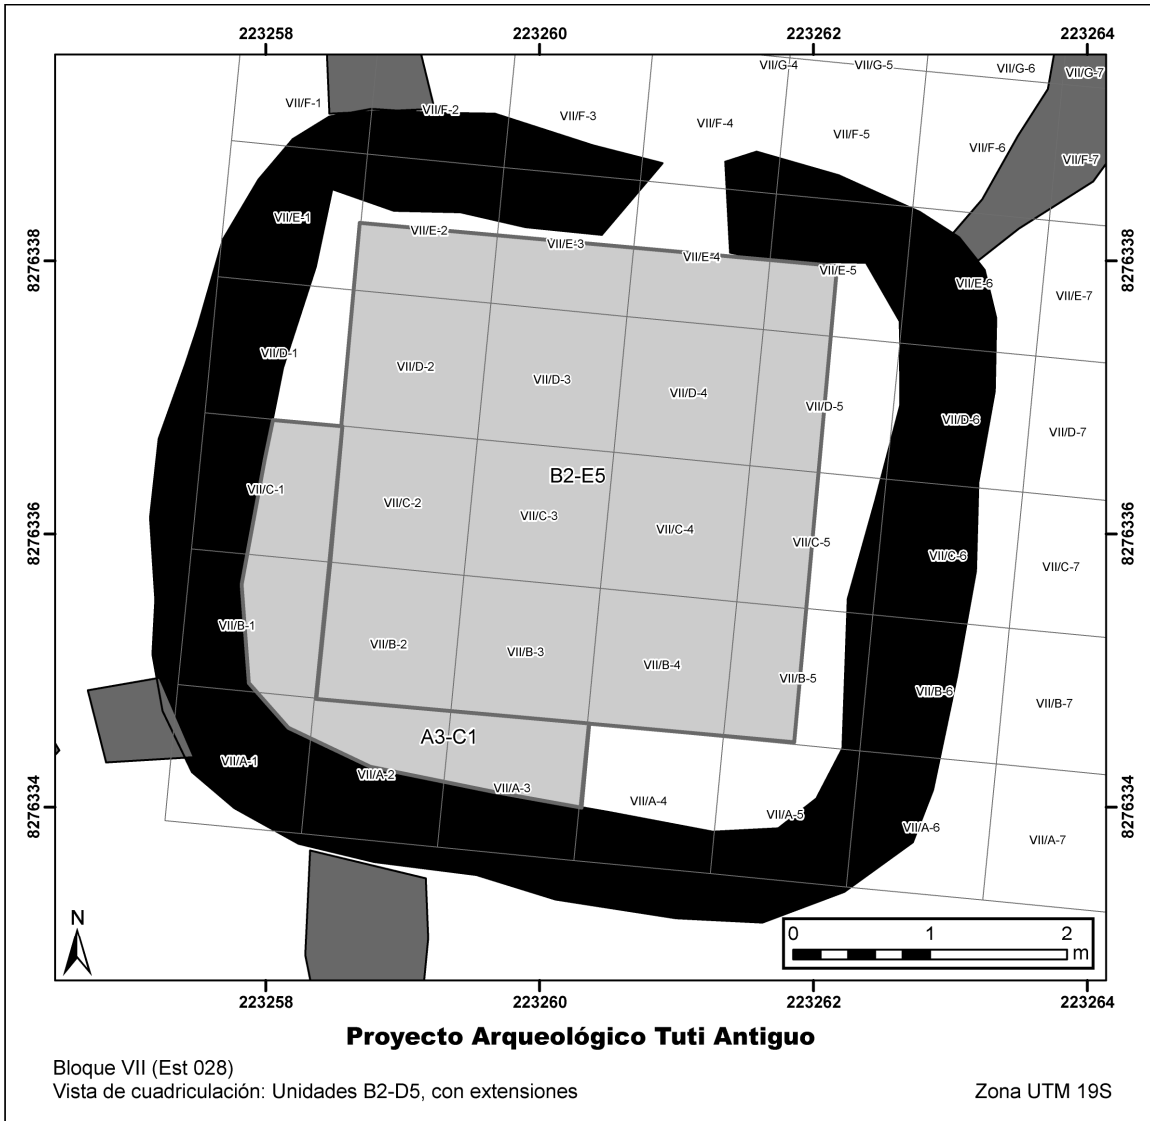 223258 223260 223262 223264
VII/G-4 VII/G-5 VII/G-6 VII/G-7
VII/F-1 VII/F-2 VII/F-3 VII/F-4 VII/F-5 VII/F-6 VII/F-7
VII/E-1 VII/E-2 VII/E-3 VII/E-4 VII/E-5 VII/E-6 VII/E-7
8276338 8276338
VII/D-1 VII/D-2 VII/D-3 VII/D-4 VII/D-5 VII/D-6 VII/D-7
B2-E5
VII/C-1 VII/C-2 VII/C-3 VII/C-4 VII/C-5 VII/C-6 VII/C-7
8276336 8276336
VII/B-1 VII/B-2 VII/B-3 VII/B-4 VII/B-5 VII/B-6 VII/B-7
A3-C1
VII/A-1 VII/A-2 VII/A-3 VII/A-4 VII/A-5 VII/A-6 VII/A-7
8276334 8276334
N
0 1 2
m
223258 223260 223262 223264
Proyecto Arqueológico Tuti Antiguo
Bloque VII (Est 028)
Vista de cuadriculación: Unidades B2-D5, con extensiones
Zona UTM 19S